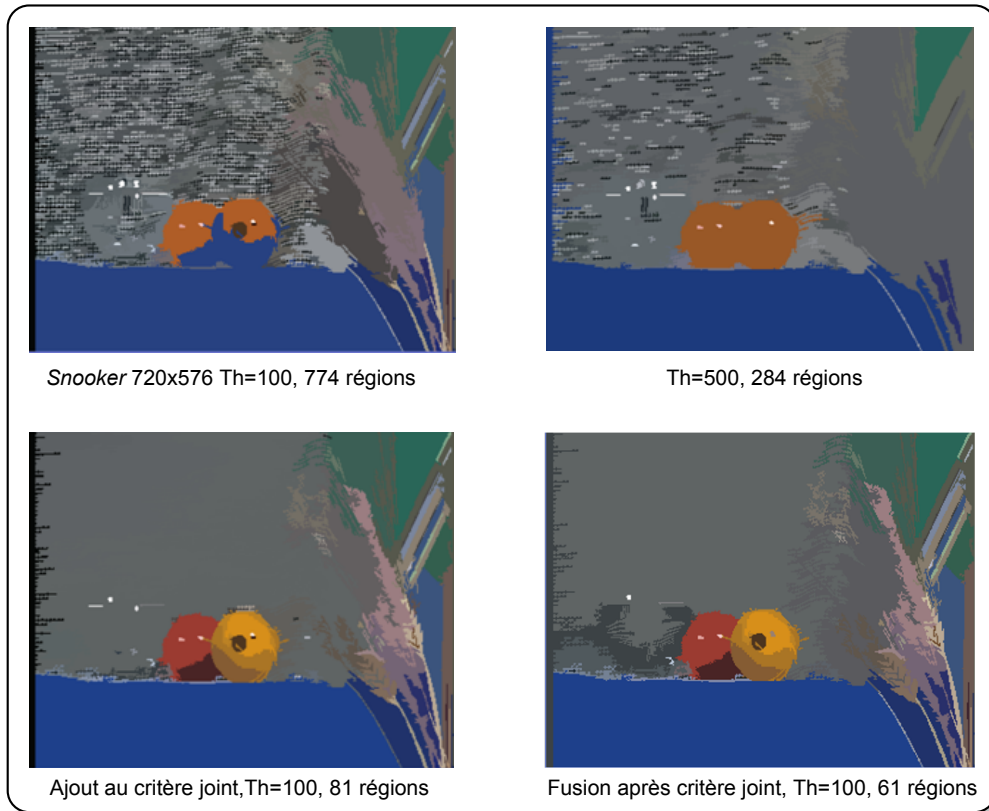 Snooker 720x576 Th=100, 774 régions
Th=500, 284 régions
Ajout au critère joint,Th=100, 81 régions
Fusion après critère joint, Th=100, 61 régions